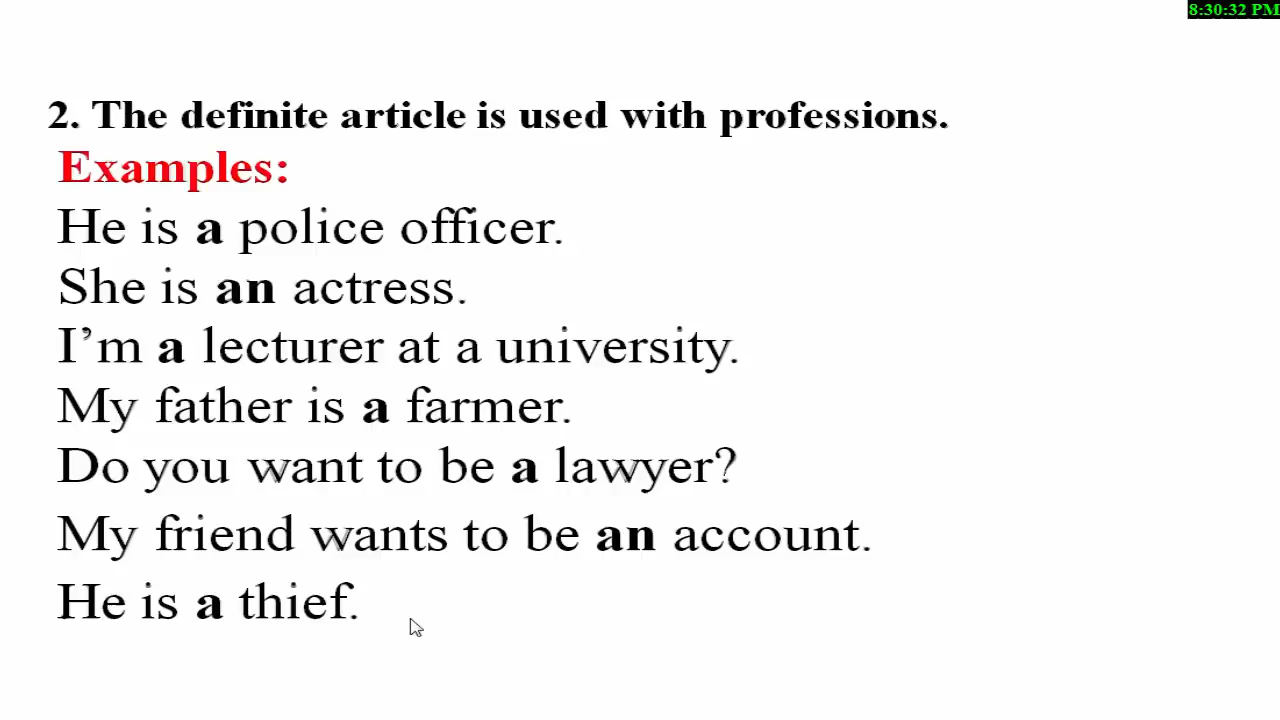 8:30:32 PM
2. The definite article is used with professions.
Examples:
He is a police officer.
She is an actress.
I’m a lecturer at a university.
My father is a farmer.
Do you want to be a lawyer?
My friend wants to be an account.
He is a thief.